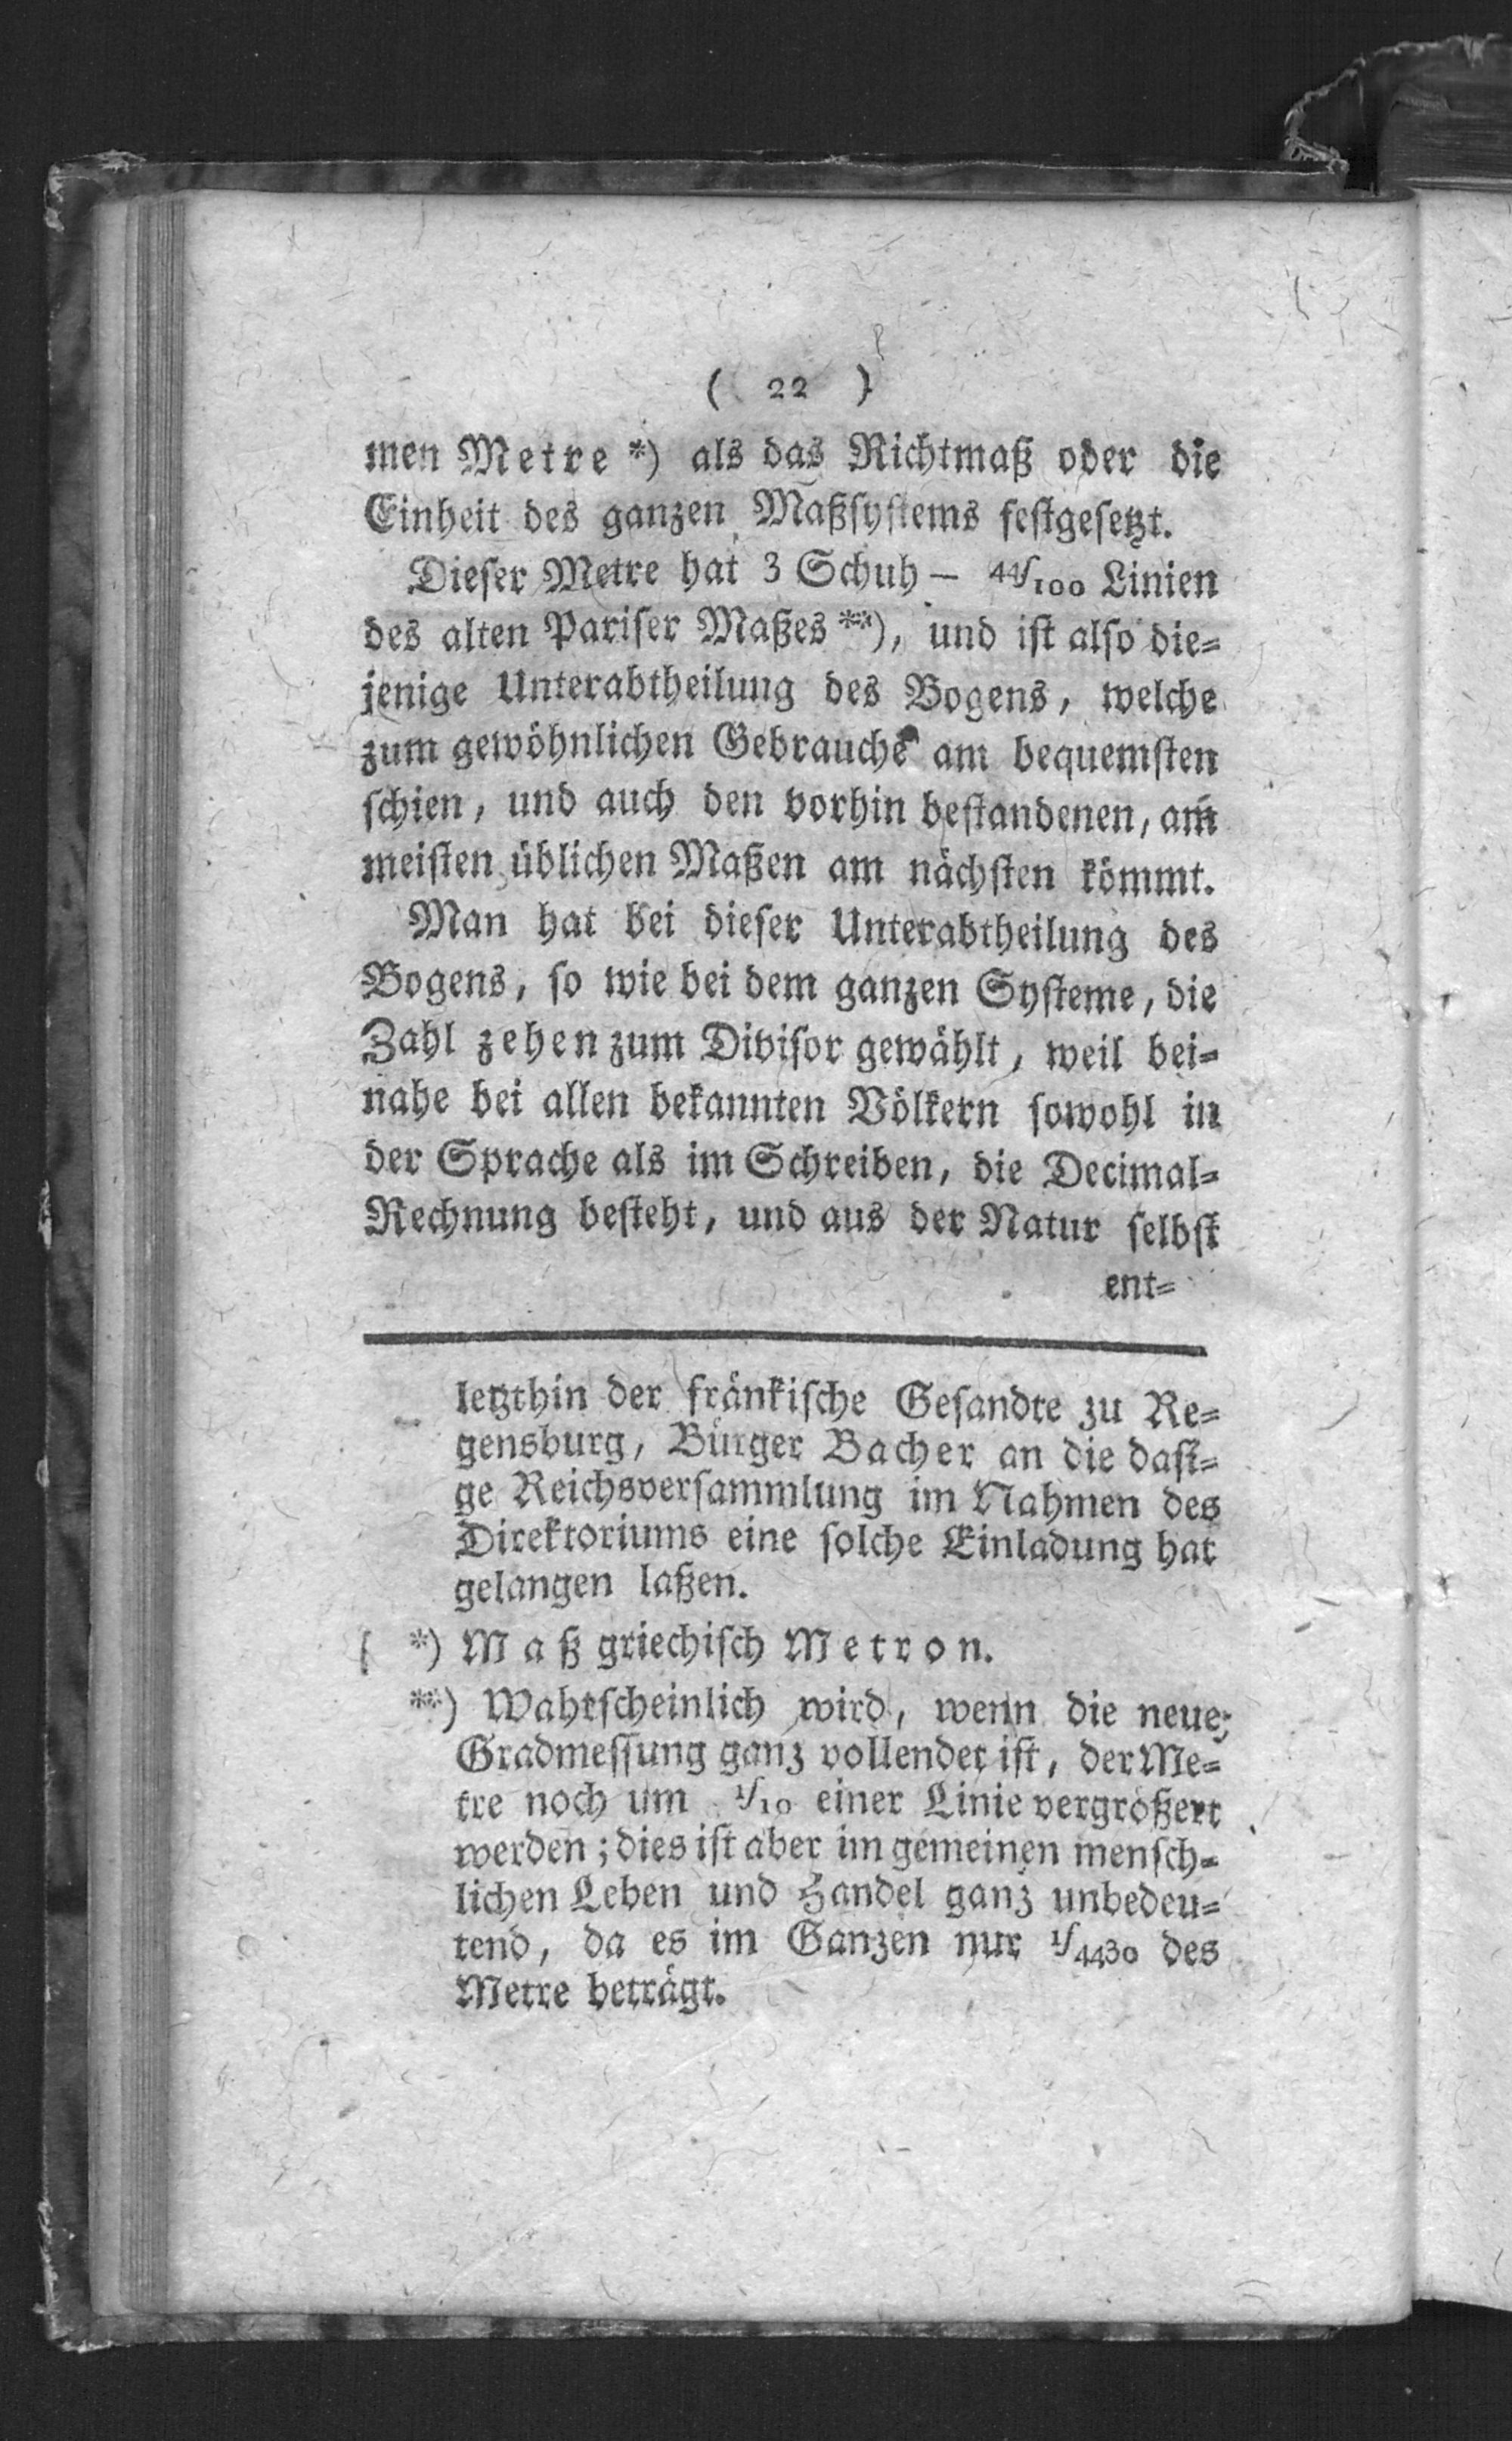 ( 22 )
men Metre *) als das Richtmaß oder die
Einheit des ganzen Maßsystems festgesetzt.
Dieser Metre hat 3 Schuh — 44/100 Linien
des alten Pariser Maßes **), und ist also die=
jenige Unterabtheilung des Bogens, welche
zum gewöhnlichen Gebrauche am bequemsten
schien, und auch den vorhin bestandenen, am
meisten üblichen Maßen am nächsten kömmt.
Man hat bei dieser Unterabtheilung des
Bogens, so wie bei dem ganzen Systeme, die
Zahl zehen zum Divisor gewählt, weil bei=
nahe bei allen bekannten Völkern sowohl in
der Sprache als im Schreiben, die Decimal=
Rechnung besteht, und aus der Natur selbst
ent=
letzthin der fränkische Gesandte zu Re=
gensburg, Bürger Bacher an die dasi=
ge Reichsversammlung im Nahmen des
Direktoriums eine solche Einladung hat
gelangen laßen.
*) Maß griechisch Metron.
**) Wahrscheinlich wird, wenn die neue
Gradmessung ganz vollendet ist, der Me=
tre noch um 1/10 einer Linie vergrößert
werden; dies ist aber im gemeinen mensch=
lichen Leben und Handel ganz unbedeu=
tend, da es im Ganzen nur 1/4430 des
Metre beträgt.